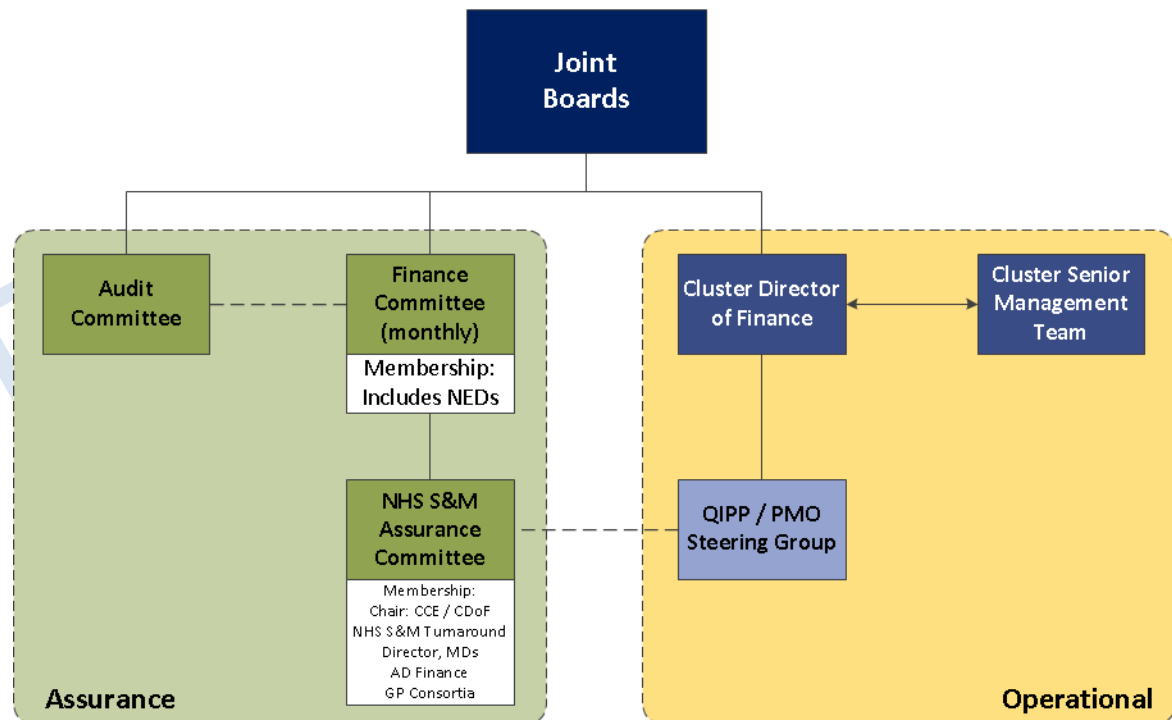 Joint
Boards
Audit
Committee
Finance
Committee
(monthly)
Membership:
Includes NEDs
Cluster Director
of Finance
Cluster Senior
Management
Team
NHS S&M
Assurance
Committee
Membership:
Chair: CCE / CDoF
NHS S&M Turnaround
Director, MDs
AD Finance
GP Consortia
QIPP / PMO
Steering Group
Assurance
Operational